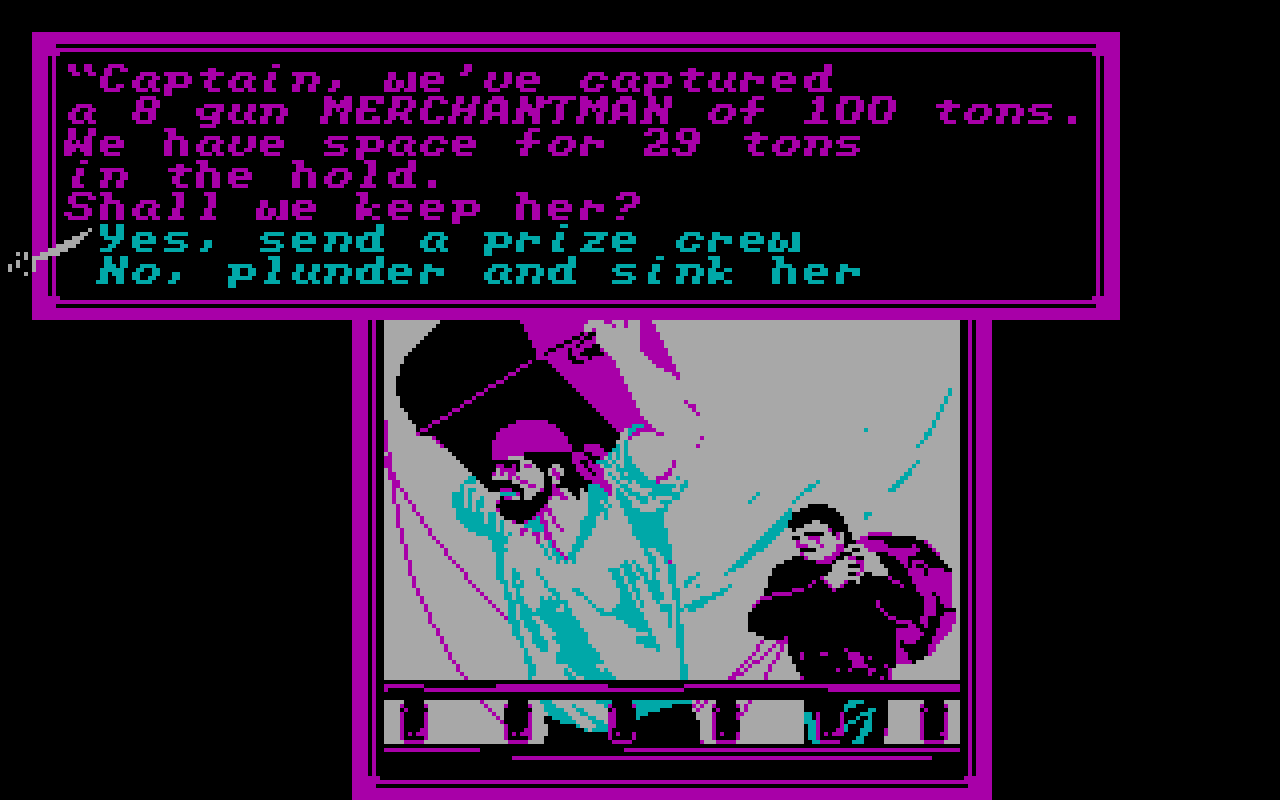 "Captain, we've captured
a 8 gun MERCHANTMAN of 100 tons.
We have space for 29 tons
in the hold.
Shall we keep her?
Yes, send a prize crew
No, plunder and sink her